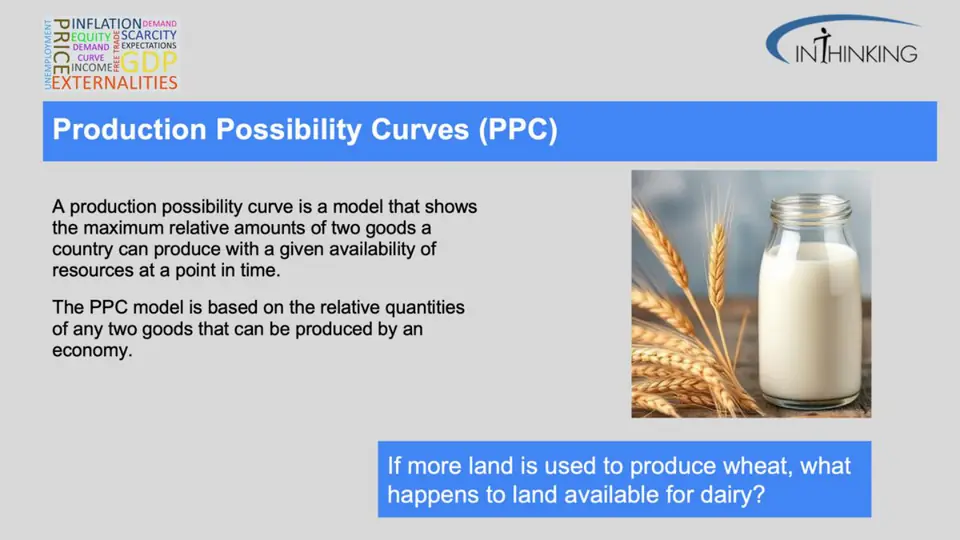 UNEMPLOYMENT
PRICE
INFLATION
DEMAND
EQUITY
FREE TRADE
SCARCITY
DEMAND
EXPECTATIONS
CURVE
GDP
INCOME
EXTERNALITIES
INTHINKING
Production Possibility Curves (PPC)
A production possibility curve is a model that shows
the maximum relative amounts of two goods a
country can produce with a given availability of
resources at a point in time.
The PPC model is based on the relative quantities
of any two goods that can be produced by an
economy.
If more land is used to produce wheat, what
happens to land available for dairy?